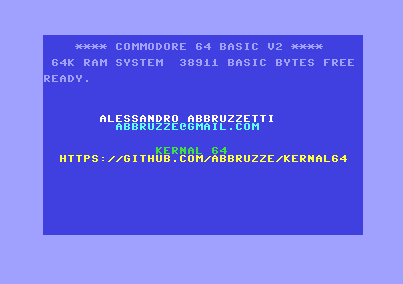 **** COMMODORE 64 BASIC V2 ****
64K RAM SYSTEM  38911 BASIC BYTES FREE
READY.
ALESSANDRO ABBRUZZETTI
ABBRUZZE@GMAIL.COM
KERNAL 64
HTTPS://GITHUB.COM/ABBRUZZE/KERNAL64